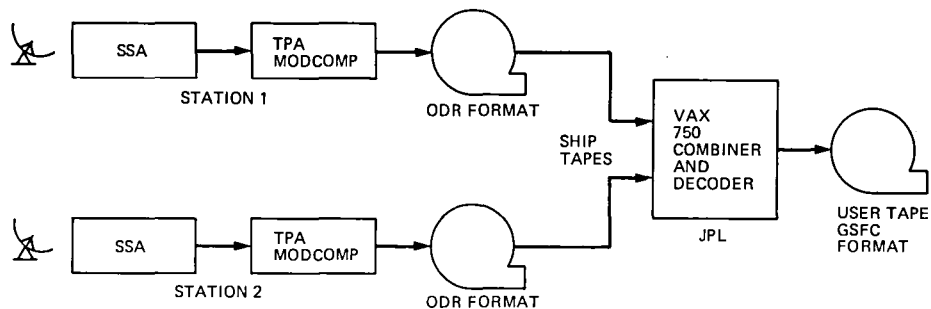 SSA
TPA
MODCOMP
STATION 1
ODR FORMAT
SHIP
TAPES
VAX
750
COMBINER
AND
DECODER
JPL
USER TAPE
GSFC
FORMAT
SSA
TPA
MODCOMP
STATION 2
ODR FORMAT